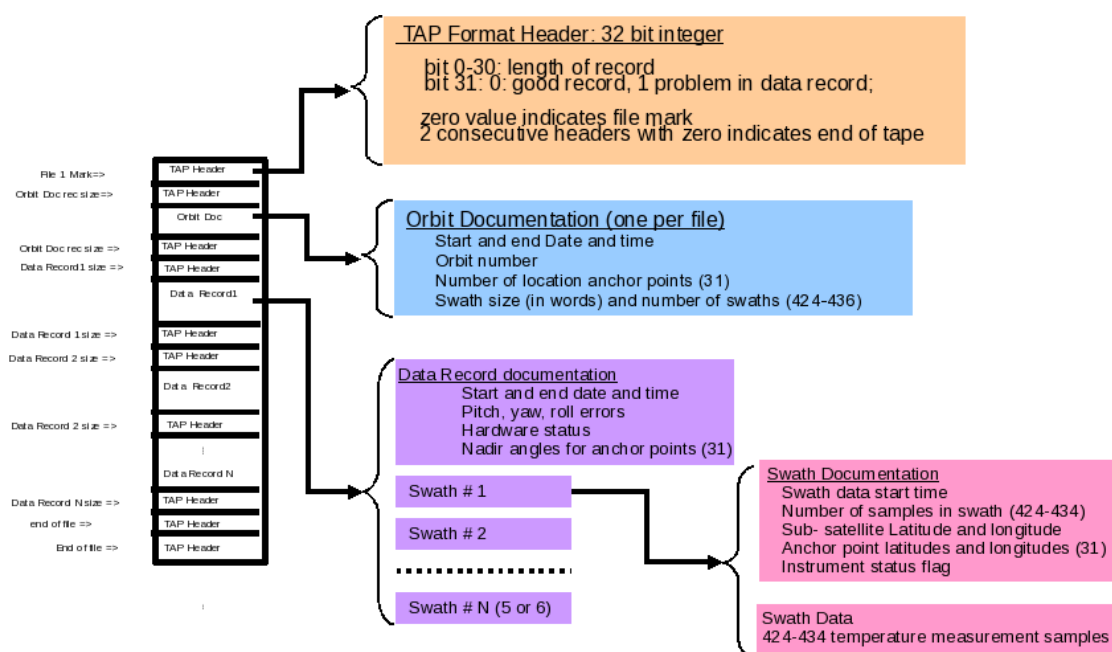 TAP Format Header: 32 bit integer
bit 0-30: length of record
bit 31: 0: good record, 1 problem in data record;
zero value indicates file mark
2 consecutive headers with zero indicates end of tape
File 1 Mark=>
TAP Header
Orbit Doc rec size=>
TAP Header
Orbit Doc
Orbit Doc rec size =>
TAP Header
Data Record1 size =>
TAP Header
Data Record1
Data Record 1 size =>
TAP Header
Data Record 2 size =>
TAP Header
Data Record2
Data Record 2 size =>
TAP Header
Data Record N
Data Record N size =>
TAP Header
end of file =>
TAP Header
End of file =>
TAP Header
Orbit Documentation (one per file)
Start and end Date and time
Orbit number
Number of location anchor points (31)
Swath size (in words) and number of swaths (424-436)
Data Record documentation
Start and end date and time
Pitch, yaw, roll errors
Hardware status
Nadir angles for anchor points (31)
Swath # 1
Swath # 2
Swath # N (5 or 6)
Swath Documentation
Swath data start time
Number of samples in swath (424-434)
Sub- satellite Latitude and longitude
Anchor point latitudes and longitudes (31)
Instrument status flag
Swath Data
424-434 temperature measurement samples